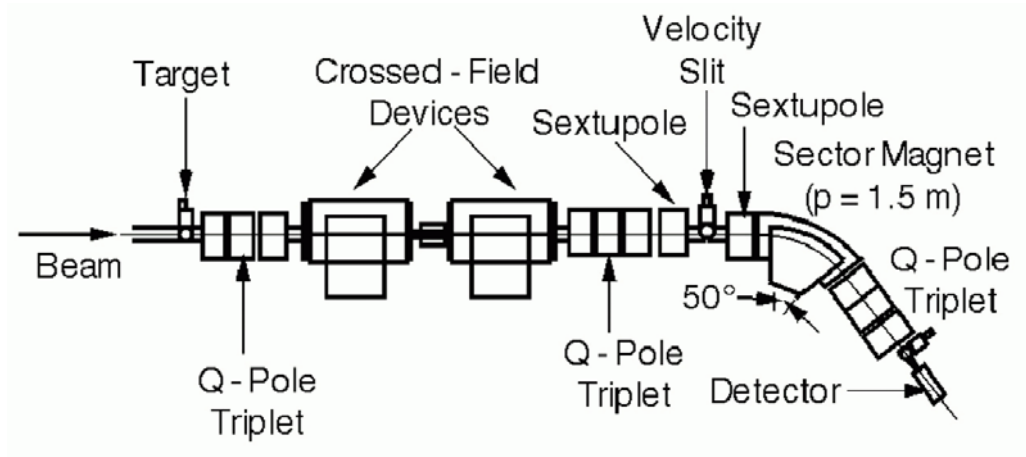 Target
Crossed - Field
Devices
Sextupole
Velocity
Slit
Sextupole
Sector Magnet
(p = 1.5 m)
Q - Pole
Triplet
Beam
50°
Q - Pole
Triplet
Q - Pole
Triplet
Detector